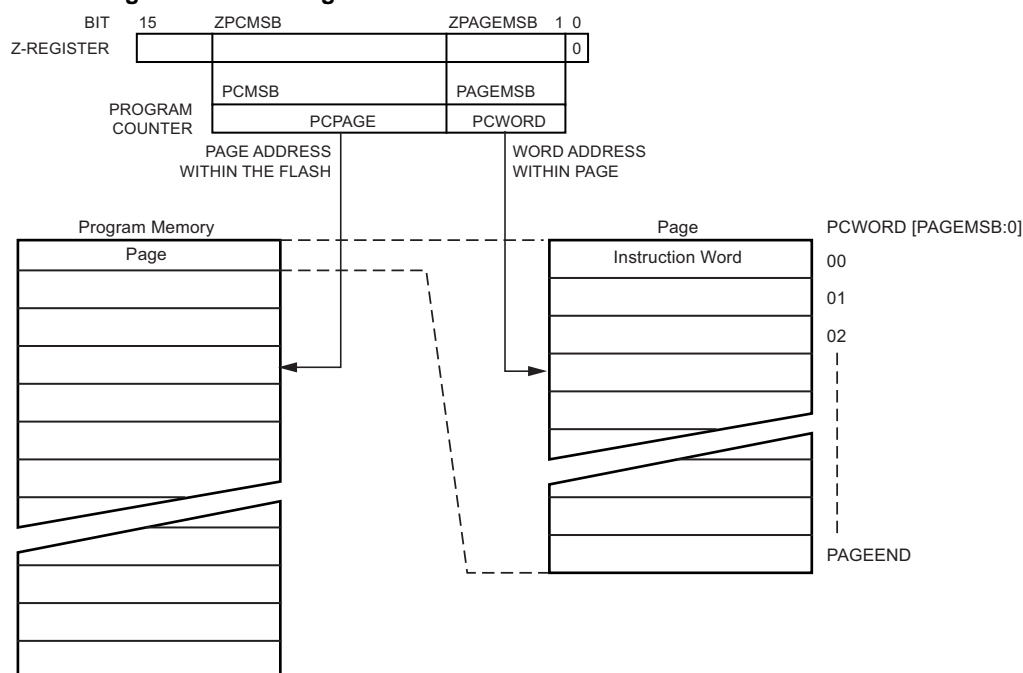 BIT 15 ZPCMSB ZPAGEMSB 1 0
Z-REGISTER 0
PCMSB PAGEMSB
PROGRAM
COUNTER
PCPAGE PCWORD
PAGE ADDRESS
WITHIN THE FLASH
WORD ADDRESS
WITHIN PAGE
Program Memory
Page
Page
Instruction Word
PCWORD [PAGEMSB:0]
00
01
02
PAGEEND